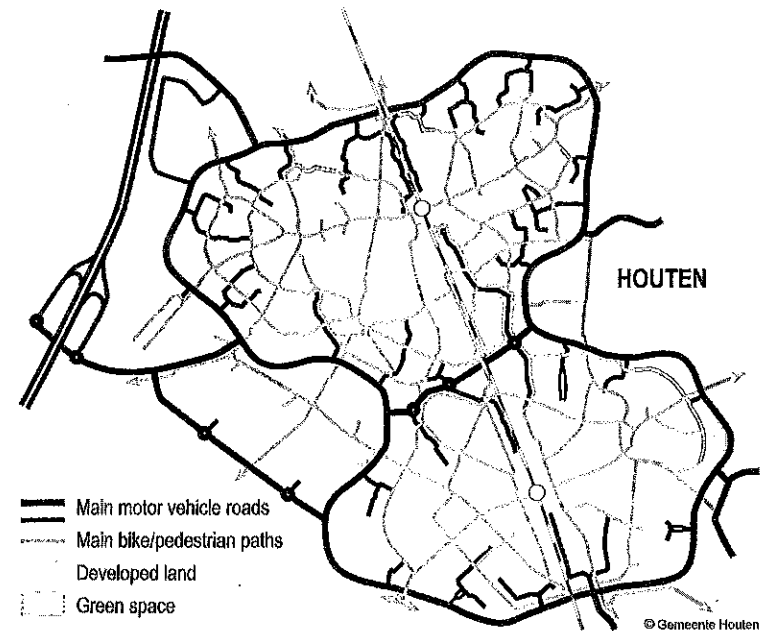 HOUTEN
Main motor vehicle roads
Main bike/pedestrian paths
Developed land
Green space
© Gemeente Houten